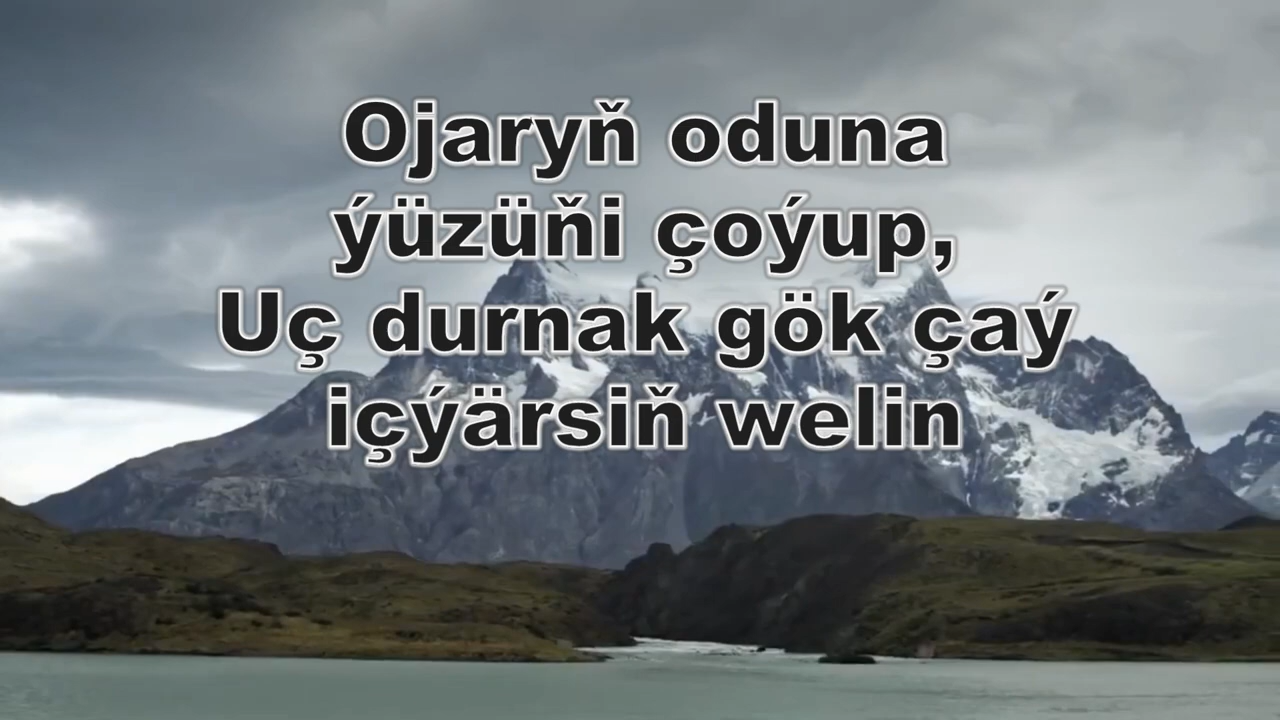 Ojaryň oduna
ýüzüňi çoýup,
Uç durnak gök çaý
içýärsiň welin